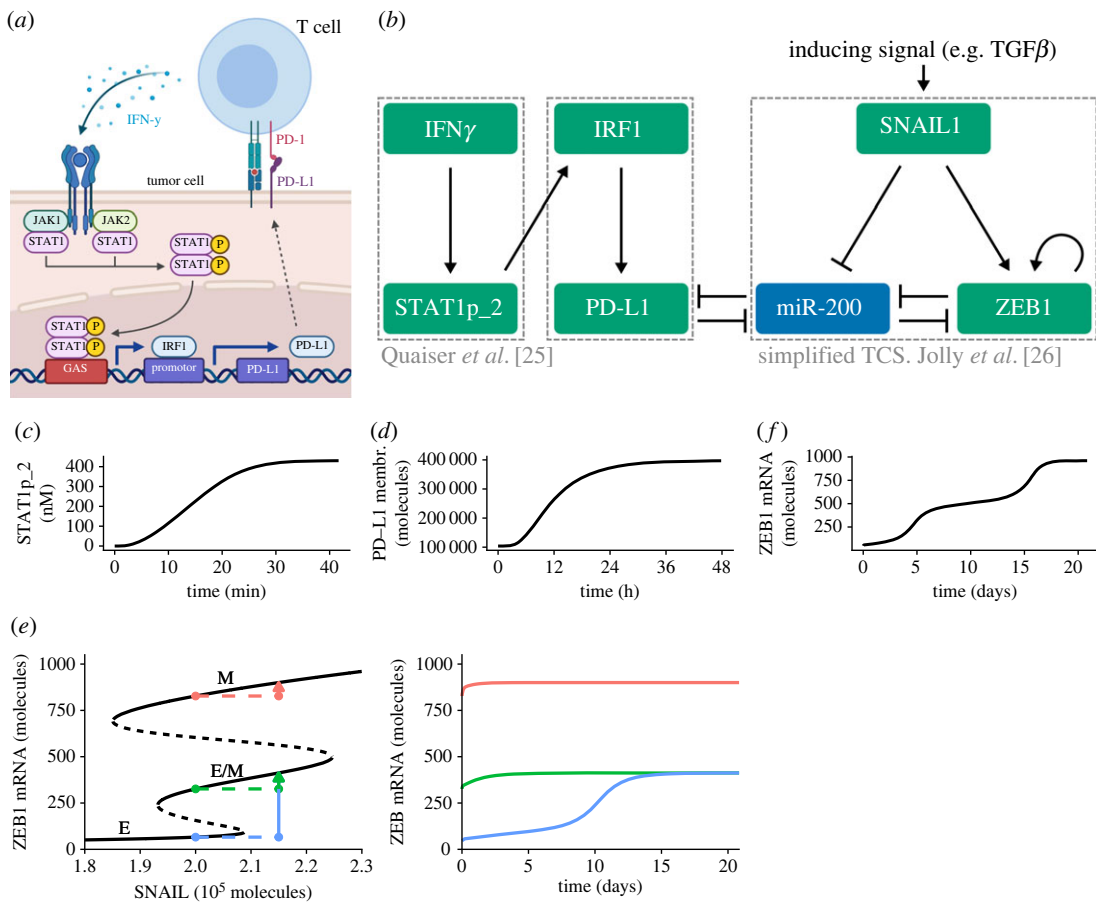 (a)
T cell
IFN-y
PD-1
PD-L1
tumor cell
JAK1
JAK2
STAT1
STAT1
STAT1
P
STAT1
P
STAT1
P
STAT1
P
IRF1
PD-L1
GAS
promotor
PD-L1
(b)
inducing signal (e.g. TGFβ)
IFNγ
IRF1
SNAIL1
STAT1p_2
PD-L1
miR-200
ZEB1
Quaiser et al. [25]
simplified TCS. Jolly et al. [26]
(c)
STAT1p_2
(nM)
400
300
200
100
0
0
10
20
30
40
time (min)
(d)
PD–L1 membr.
(molecules)
400 000
300 000
200 000
100 000
0
12
24
36
48
time (h)
(f)
ZEB1 mRNA
(molecules)
1000
750
500
250
0
5
10
15
20
time (days)
(e)
ZEB1 mRNA (molecules)
1000
750
500
250
0
M
E/M
E
1.8
1.9
2.0
2.1
2.2
2.3
SNAIL (10⁵ molecules)
ZEB mRNA (molecules)
1000
750
500
250
0
0
5
10
15
20
time (days)